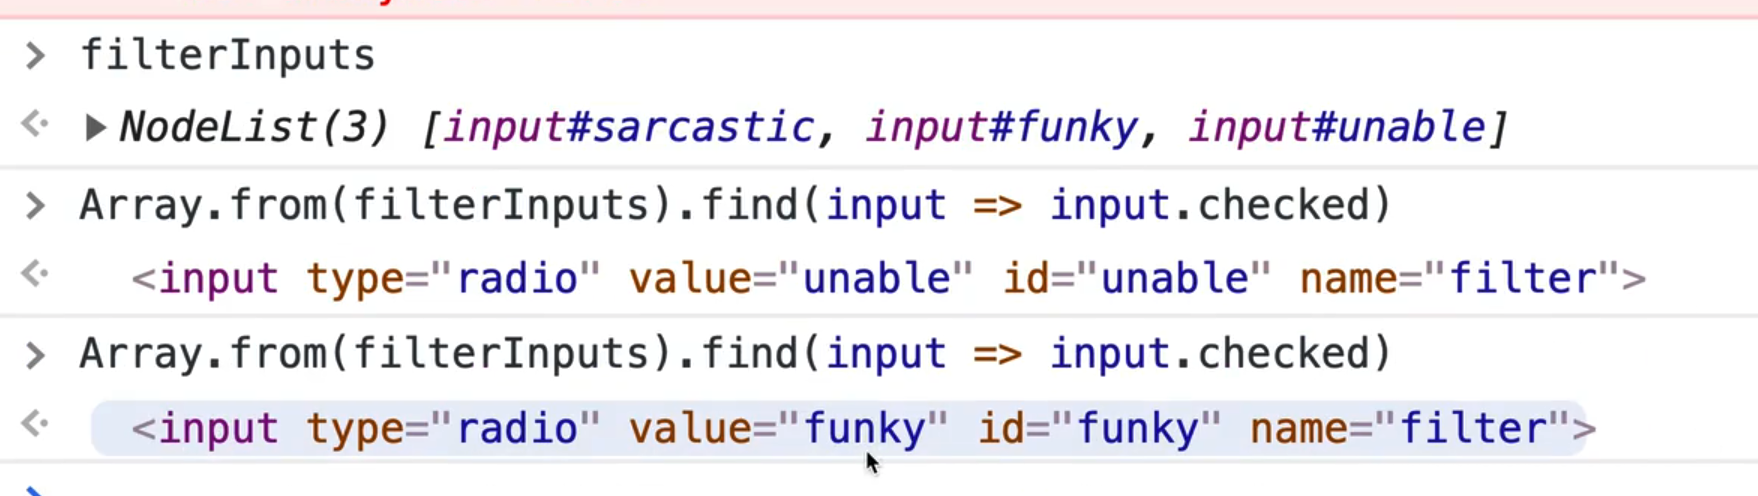 > filterInputs
<· ▶ NodeList(3) [input#sarcastic, input#funky, input#unable]
> Array.from(filterInputs).find(input => input.checked)
<· <input type="radio" value="unable" id="unable" name="filter">
> Array.from(filterInputs).find(input => input.checked)
<· <input type="radio" value="funky" id="funky" name="filter">